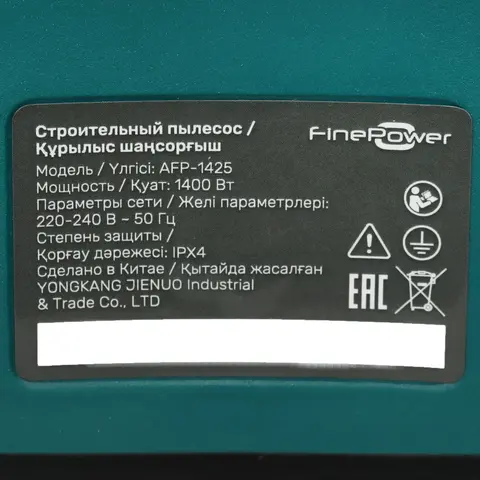 Строительный пылесос /
Құрылыс шаңсорғыш
FinePower
Модель / Үлгісі: AFP-1425
Мощность / Қуат: 1400 Вт
Параметры сети / Желі параметрлері:
220-240 В ~ 50 Гц
Степень защиты /
Қорғау дәрежесі: IPX4
Сделано в Китае / Қытайда жасалған
YONGKANG JIENUO Industrial
& Trade Co., LTD
EAC